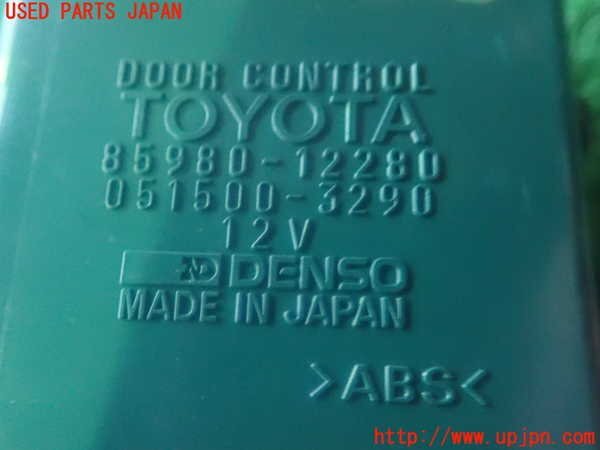 USED PARTS JAPAN
DOOR CONTROL
TOYOTA
85980-12280
051500-3290
12V
ND DENSO
MADE IN JAPAN
>ABS<
http://www.upjpn.com